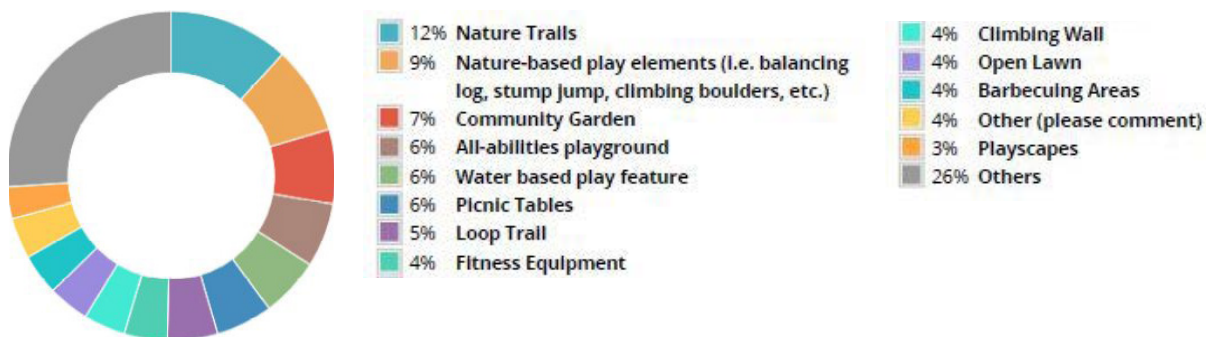 12% Nature Trails
9% Nature-based play elements (i.e. balancing
log, stump jump, climbing boulders, etc.)
7% Community Garden
6% All-abilities playground
6% Water based play feature
6% Picnic Tables
5% Loop Trail
4% Fitness Equipment
4% Climbing Wall
4% Open Lawn
4% Barbecuing Areas
4% Other (please comment)
3% Playscapes
26% Others